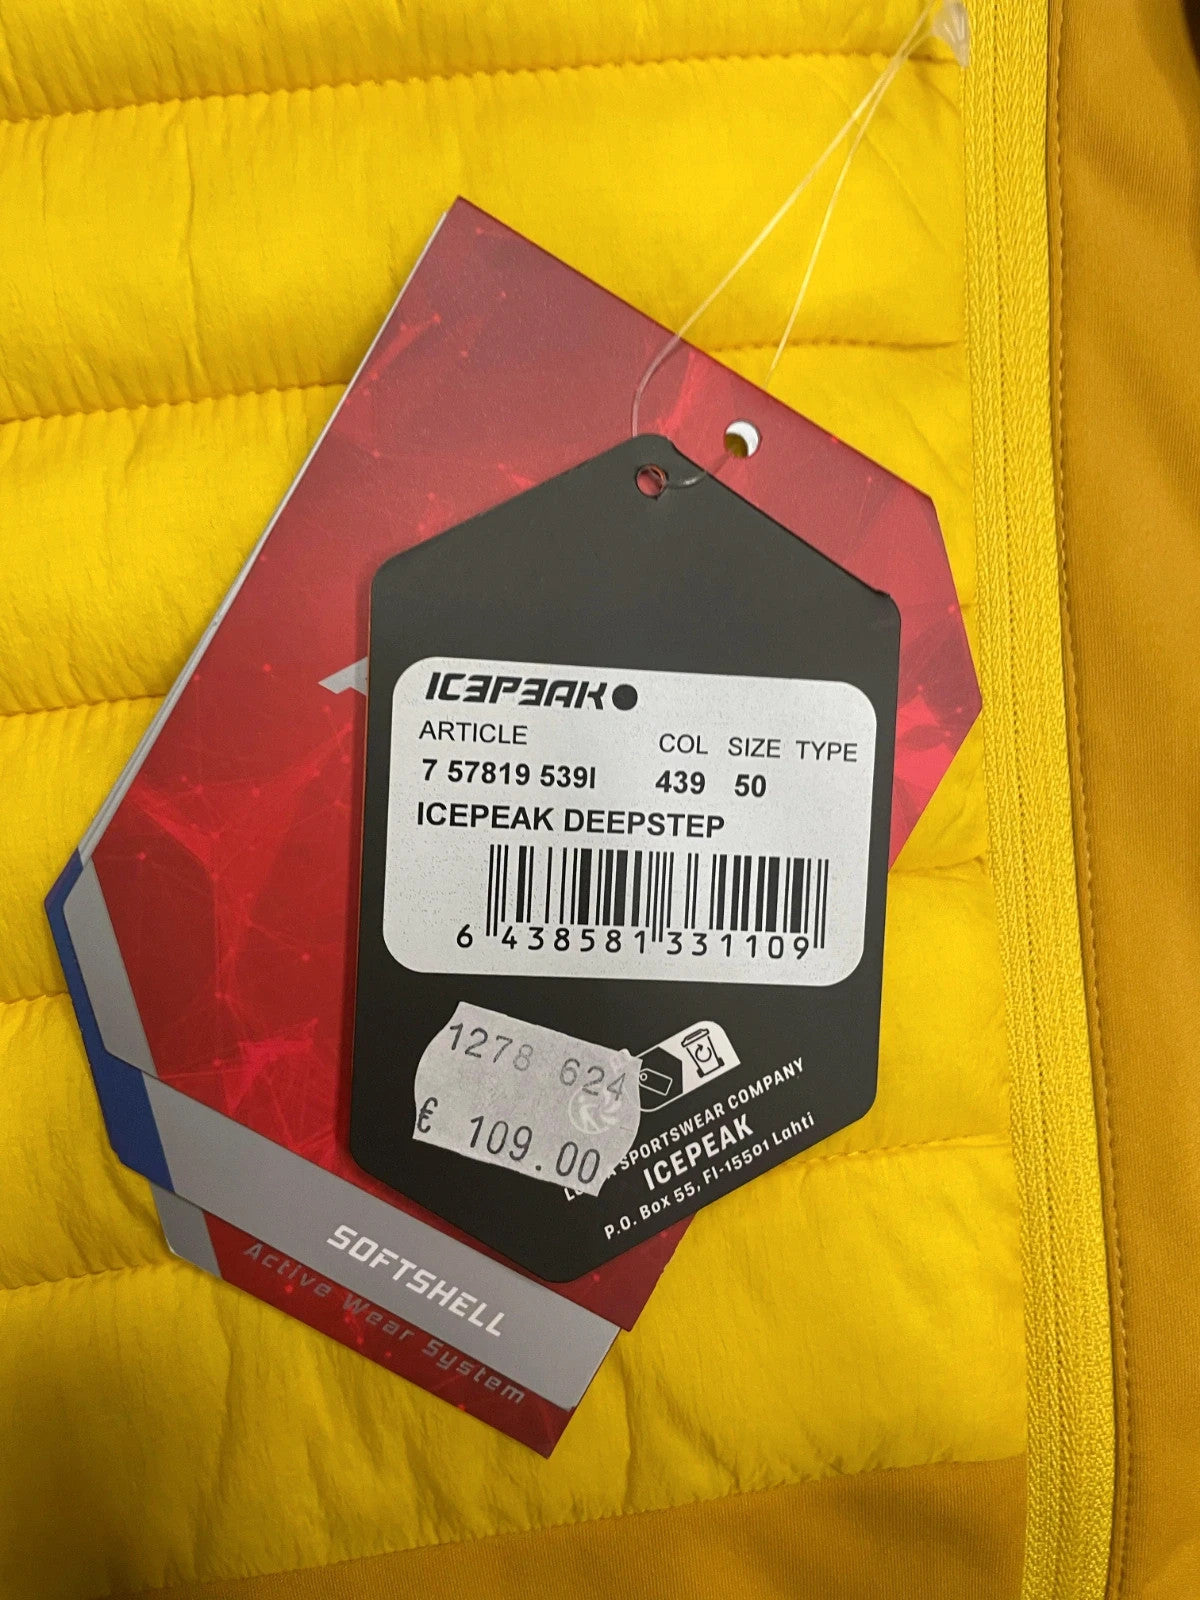 ICEPEAK
ARTICLE COL SIZE TYPE
7 57819 539I 439 50
ICEPEAK DEEPSTEP
6 438581 331109
1278 624
€ 109.00
SPORTSWEAR COMPANY
ICEPEAK
P.O. Box 55, FI-15501 Lahti
SOFTSHELL
Active Wear System